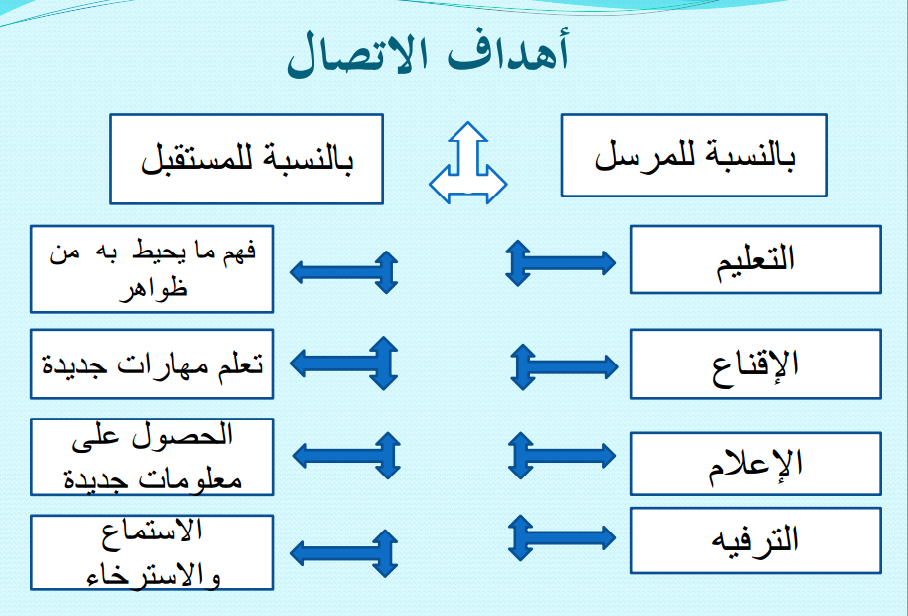 أهداف الاتصال
بالنسبة للمرسل
بالنسبة للمستقبل
التعليم
فهم ما يحيط به من
ظواهر
الإقناع
تعلم مهارات جديدة
الإعلام
الحصول على
معلومات جديدة
الترفيه
الاستماع
والاسترخاء